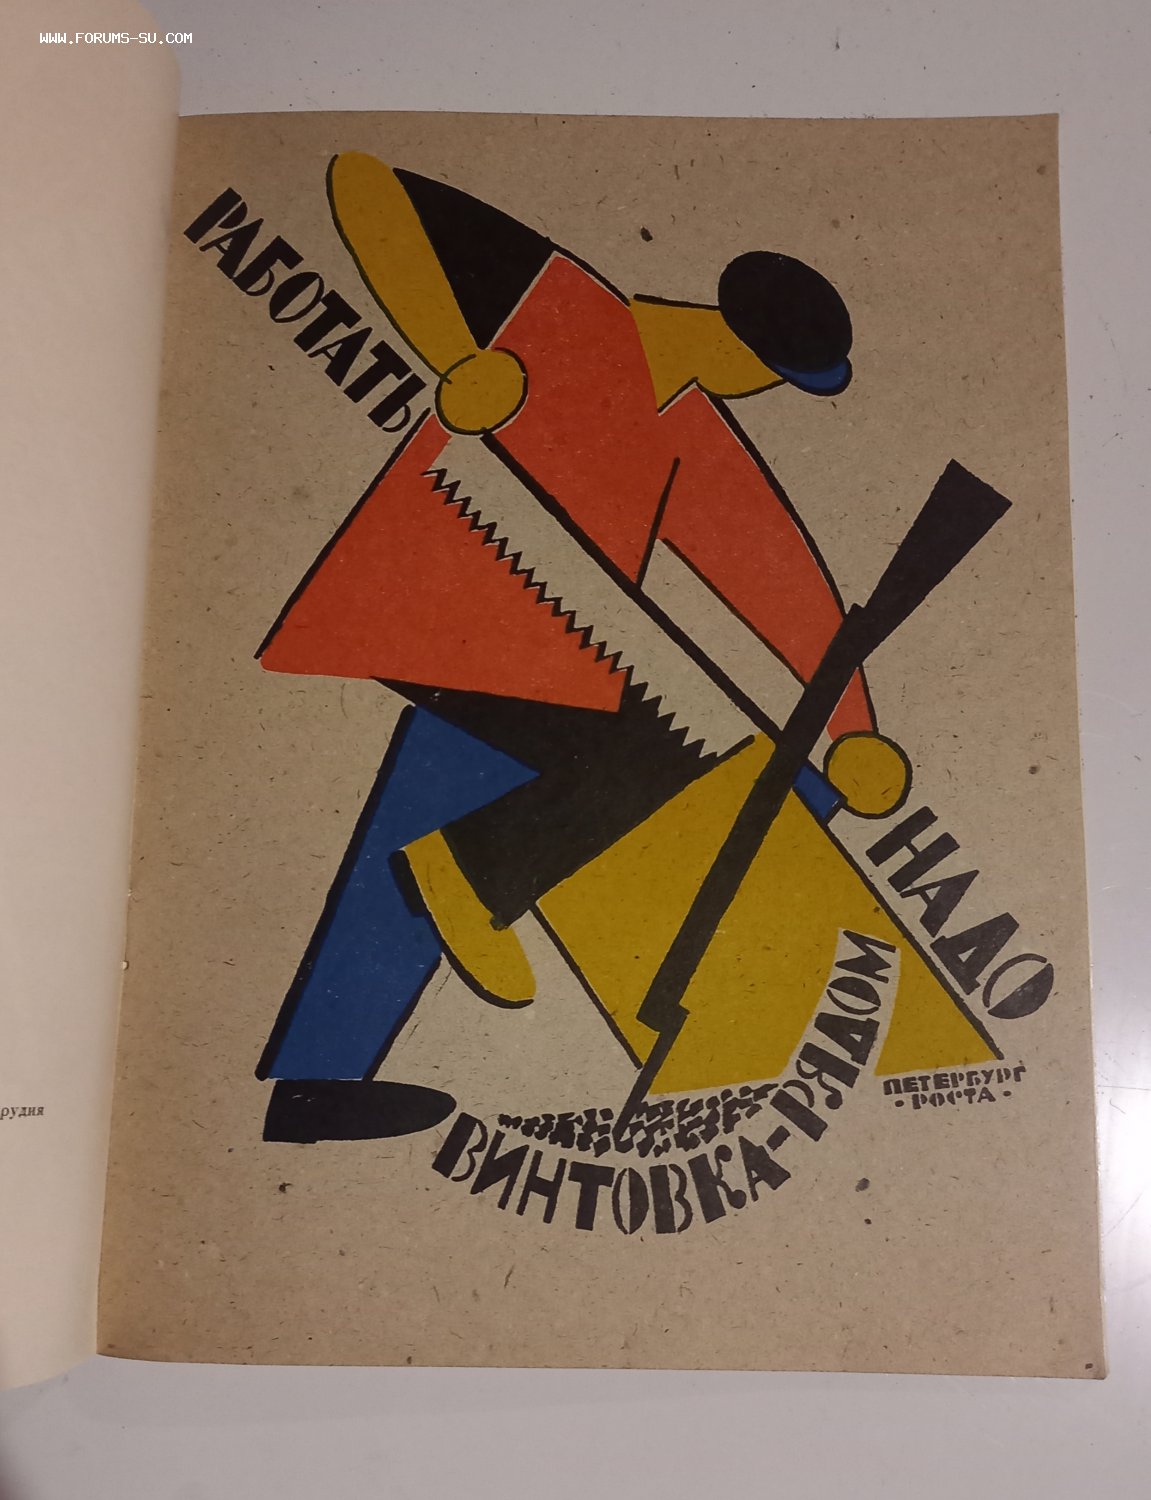 WWW.FORUMS-SU.COM
РАБОТАТЬ
НАДО
ВИНТОВКА-РЯДОМ
ПЕТЕРБУРГ
·РОСТА·
рудия